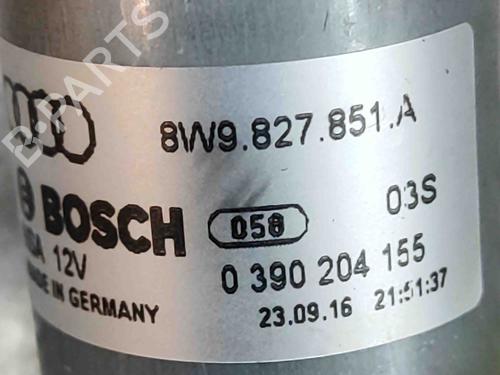 B-PARTS
8W9.827.851.A
BOSCH
058
03S
12V
0 390 204 155
MADE IN GERMANY
23.09.16 21:51:37